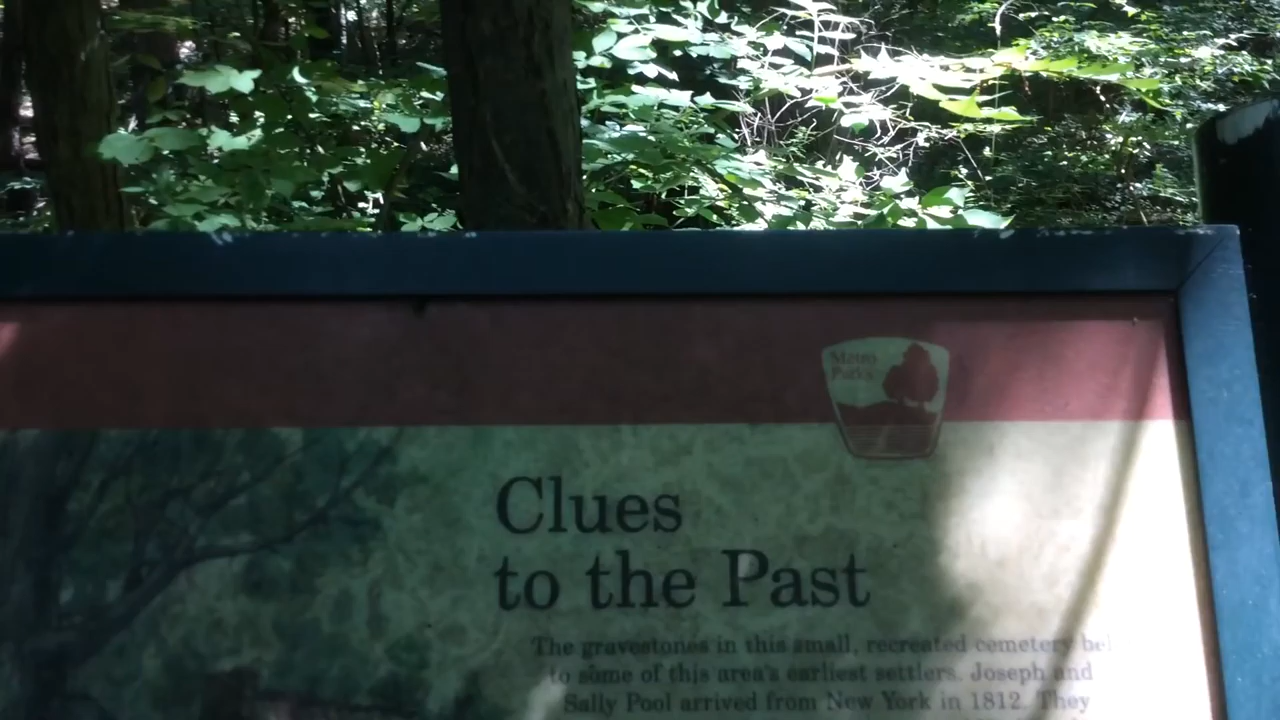 Metro
Parks
Clues
to the Past
The gravestones in this small, recreated cemetery bel
to some of this area's earliest settlers. Joseph and
Sally Pool arrived from New York in 1812. They